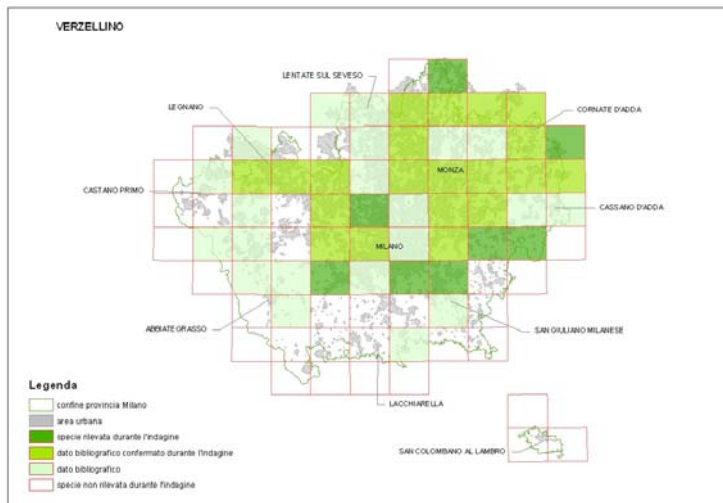 VERZELLINO
LENTATE SUL SEVESO
LEGNANO
CORNATE D'ADDA
MONZA
CASTANO PRIMO
CASSANO D'ADDA
MILANO
ABBIATEGRASSO
SAN GIULIANO MILANESE
LACCHIARELLA
SAN COLOMBANO AL LAMBRO
Legenda
confine provincia Milano
area urbana
specie rilevata durante l'indagine
dato bibliografico confermato durante l'indagine
dato bibliografico
specie non rilevata durante l'indagine